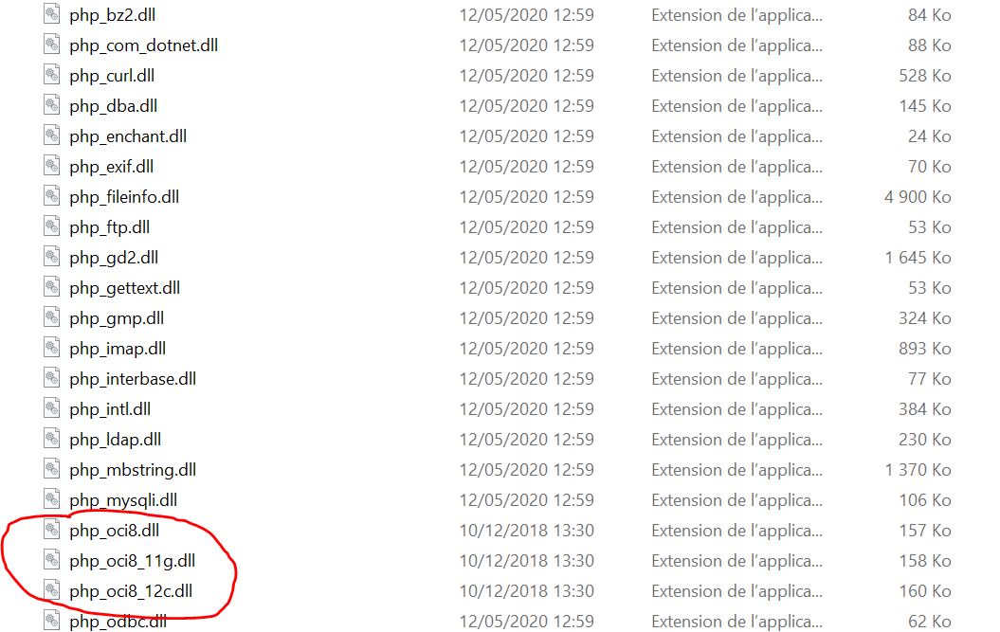 php_bz2.dll 12/05/2020 12:59 Extension de l'applica... 84 Ko
php_com_dotnet.dll 12/05/2020 12:59 Extension de l'applica... 88 Ko
php_curl.dll 12/05/2020 12:59 Extension de l'applica... 528 Ko
php_dba.dll 12/05/2020 12:59 Extension de l'applica... 145 Ko
php_enchant.dll 12/05/2020 12:59 Extension de l'applica... 24 Ko
php_exif.dll 12/05/2020 12:59 Extension de l'applica... 70 Ko
php_fileinfo.dll 12/05/2020 12:59 Extension de l'applica... 4 900 Ko
php_ftp.dll 12/05/2020 12:59 Extension de l'applica... 53 Ko
php_gd2.dll 12/05/2020 12:59 Extension de l'applica... 1 645 Ko
php_gettext.dll 12/05/2020 12:59 Extension de l'applica... 53 Ko
php_gmp.dll 12/05/2020 12:59 Extension de l'applica... 324 Ko
php_imap.dll 12/05/2020 12:59 Extension de l'applica... 893 Ko
php_interbase.dll 12/05/2020 12:59 Extension de l'applica... 77 Ko
php_intl.dll 12/05/2020 12:59 Extension de l'applica... 384 Ko
php_ldap.dll 12/05/2020 12:59 Extension de l'applica... 230 Ko
php_mbstring.dll 12/05/2020 12:59 Extension de l'applica... 1 370 Ko
php_mysqli.dll 12/05/2020 12:59 Extension de l'applica... 106 Ko
php_oci8.dll 10/12/2018 13:30 Extension de l'applica... 157 Ko
php_oci8_11g.dll 10/12/2018 13:30 Extension de l'applica... 158 Ko
php_oci8_12c.dll 10/12/2018 13:30 Extension de l'applica... 160 Ko
php_odbc.dll 12/05/2020 12:59 Extension de l'applica... 62 Ko